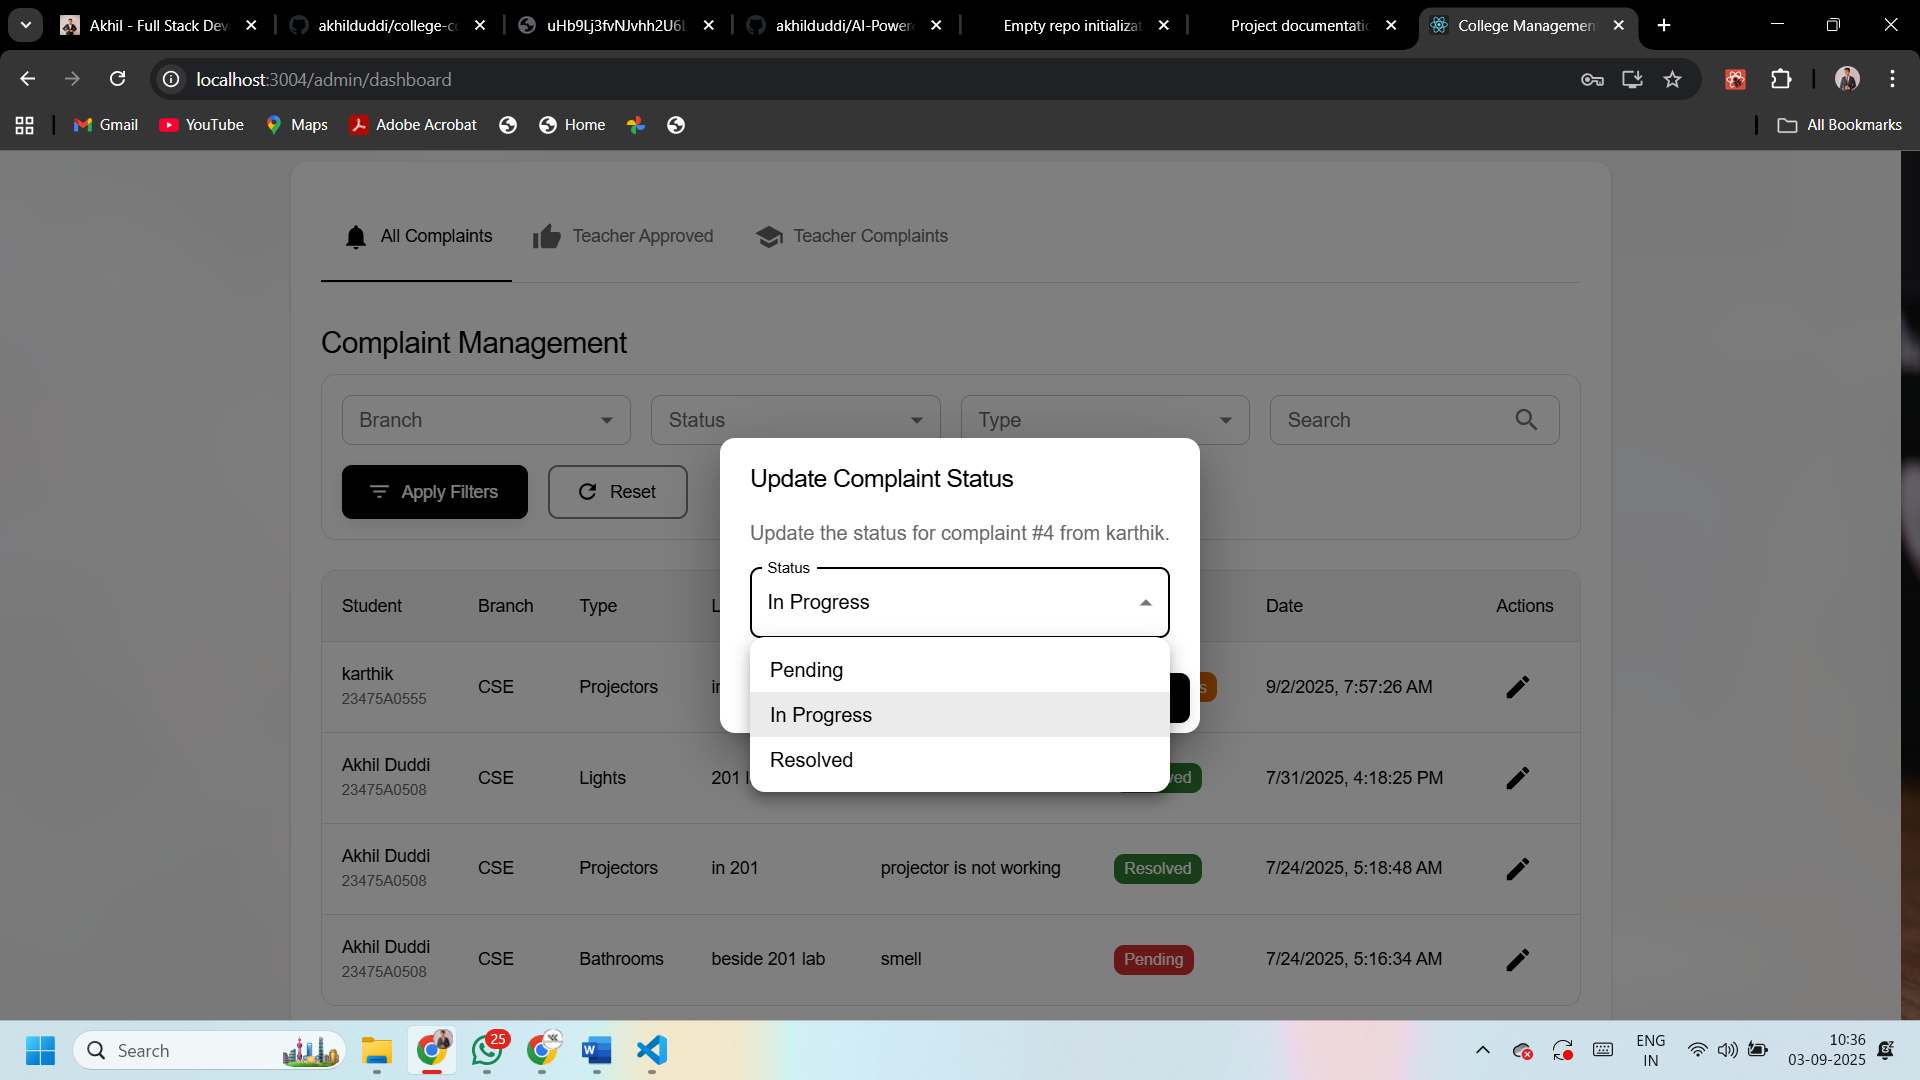 Akhil - Full Stack Dev
akhilduddi/college-c
akhilduddi/AI-Power
Empty repo initializat
Project documentati
College Management
localhost:3004/admin/dashboard
Gmail
YouTube
Maps
Adobe Acrobat
Home
All Bookmarks
All Complaints
Teacher Approved
Teacher Complaints
Complaint Management
Branch
Status
Type
Search
Apply Filters
Reset
Update Complaint Status
Update the status for complaint #4 from karthik.
Status
In Progress
Pending
In Progress
Resolved
Student Branch Type L Date Actions
karthik
23475A0555
CSE Projectors in s 9/2/2025, 7:57:26 AM
Akhil Duddi
23475A0508
CSE Lights 201 l ved 7/31/2025, 4:18:25 PM
Akhil Duddi
23475A0508
CSE Projectors in 201 projector is not working Resolved 7/24/2025, 5:18:48 AM
Akhil Duddi
23475A0508
CSE Bathrooms beside 201 lab smell Pending 7/24/2025, 5:16:34 AM
Search
25
ENG
IN
10:36
03-09-2025